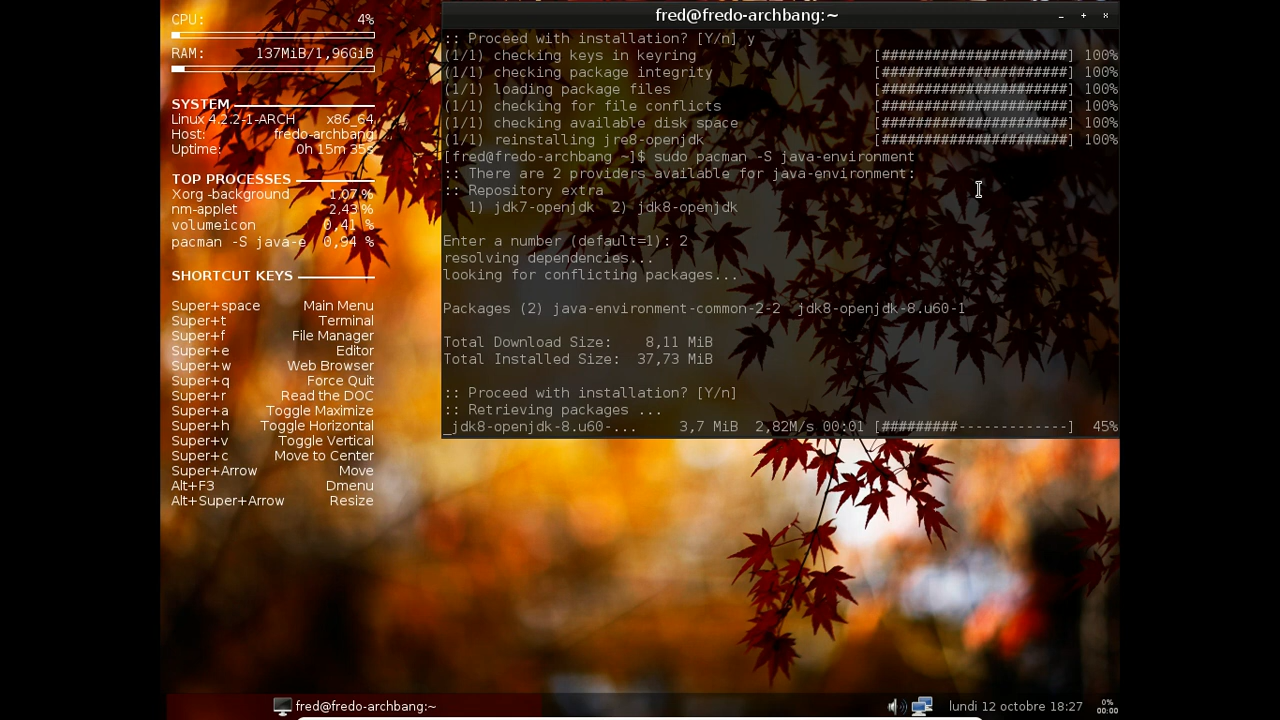 CPU: 4%
RAM: 137MiB/1,96GiB
SYSTEM
Linux 4.2.2-1-ARCH x86_64
Host: fredo-archbang
Uptime: 0h 15m 35s
TOP PROCESSES
Xorg -background 1,07 %
nm-applet 2,43 %
volumeicon 0,41 %
pacman -S java-e 0,94 %
SHORTCUT KEYS
Super+space Main Menu
Super+t Terminal
Super+f File Manager
Super+e Editor
Super+w Web Browser
Super+q Force Quit
Super+r Read the DOC
Super+a Toggle Maximize
Super+h Toggle Horizontal
Super+v Toggle Vertical
Super+c Move to Center
Super+Arrow Move
Alt+F3 Dmenu
Alt+Super+Arrow Resize
fred@fredo-archbang:~
:: Proceed with installation? [Y/n] y
(1/1) checking keys in keyring [######################] 100%
(1/1) checking package integrity [######################] 100%
(1/1) loading package files [######################] 100%
(1/1) checking for file conflicts [######################] 100%
(1/1) checking available disk space [######################] 100%
(1/1) reinstalling jre8-openjdk [######################] 100%
[fred@fredo-archbang ~]$ sudo pacman -S java-environment
:: There are 2 providers available for java-environment:
:: Repository extra
1) jdk7-openjdk 2) jdk8-openjdk
Enter a number (default=1): 2
resolving dependencies...
looking for conflicting packages...
Packages (2) java-environment-common-2-2 jdk8-openjdk-8.u60-1
Total Download Size: 8,11 MiB
Total Installed Size: 37,73 MiB
:: Proceed with installation? [Y/n]
:: Retrieving packages ...
_jdk8-openjdk-8.u60-... 3,7 MiB 2,82M/s 00:01 [#########-------------] 45%
fred@fredo-archbang:~
lundi 12 octobre 18:27
0%
00:00